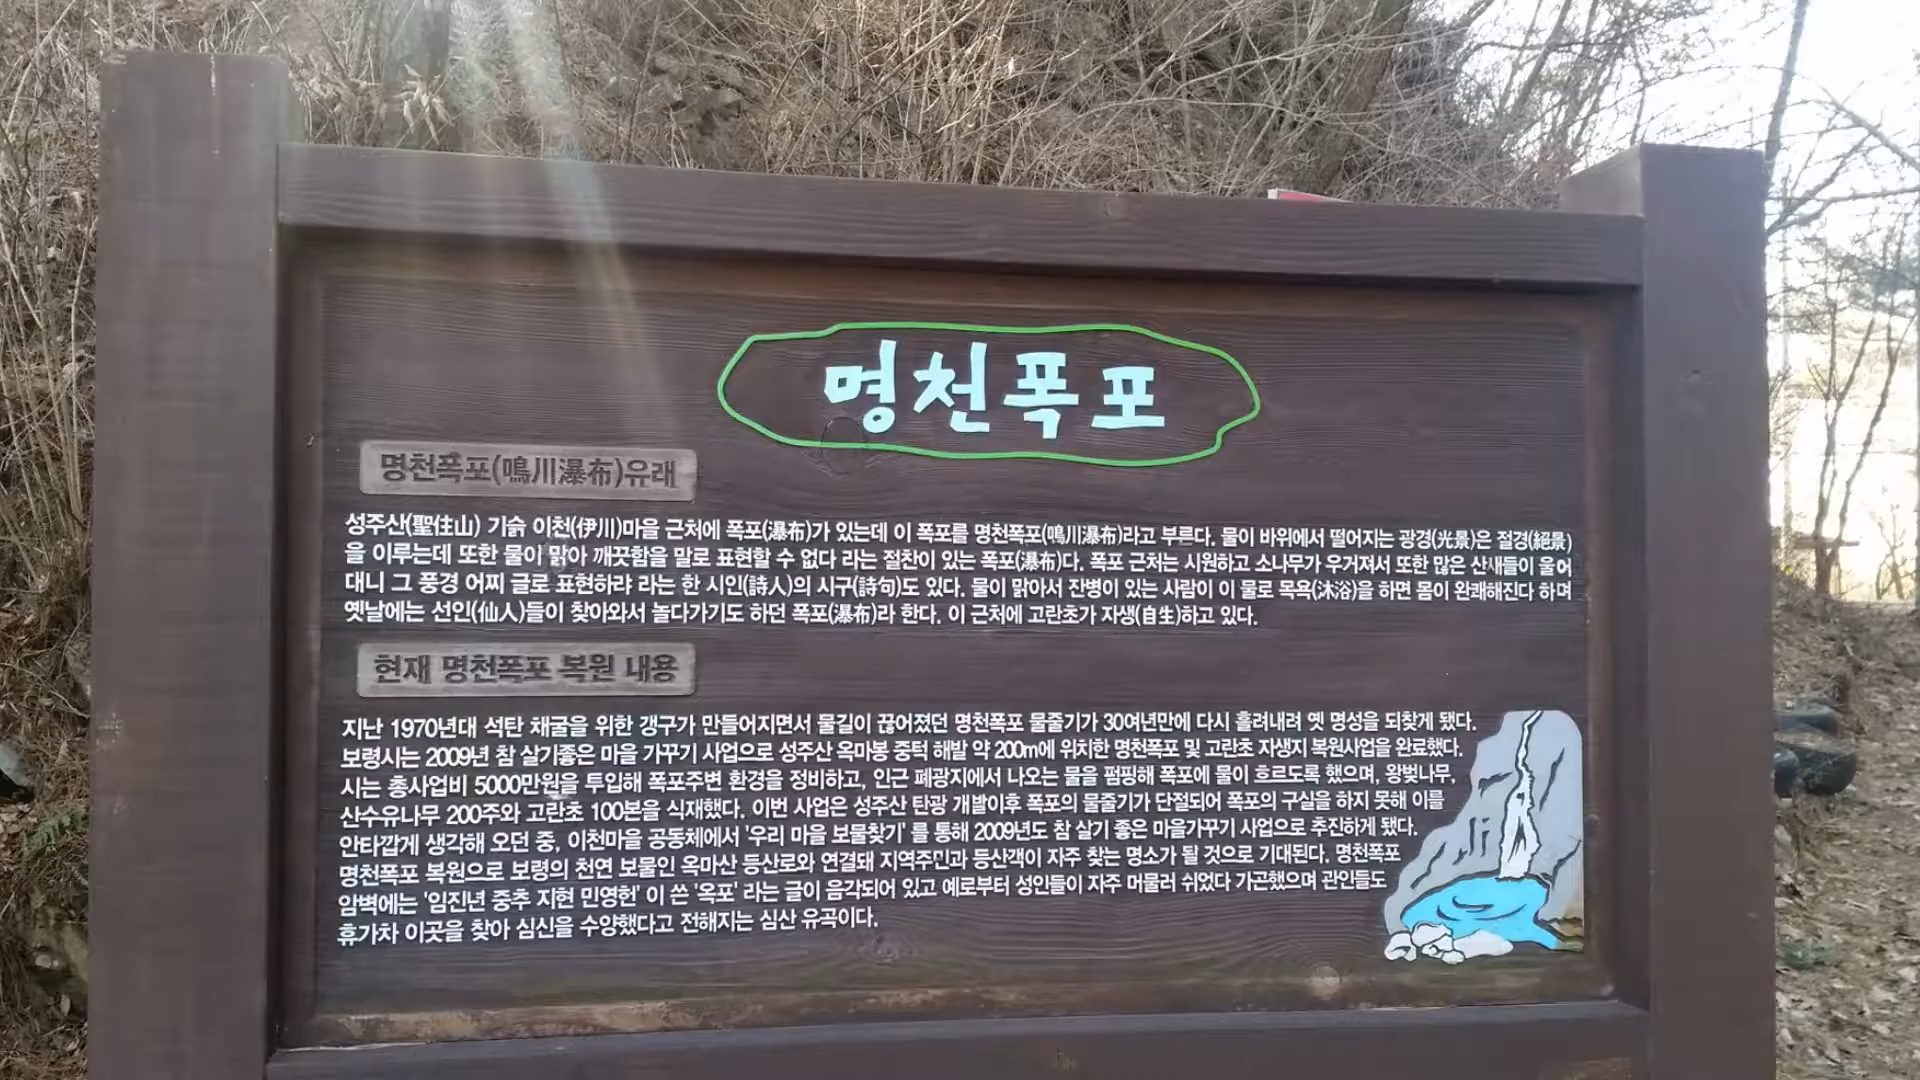 명천폭포
명천폭포(鳴川瀑布)유래
성주산(聖住山) 기슭 이천(伊川)마을 근처에 폭포(瀑布)가 있는데 이 폭포를 명천폭포(鳴川瀑布)라고 부른다. 물이 바위에서 떨어지는 광경(光景)은 절경(絕景)
을 이루는데 또한 물이 맑아 깨끗함을 말로 표현할 수 없다 라는 절찬이 있는 폭포(瀑布)다. 폭포 근처는 시원하고 소나무가 우거져서 또한 많은 산새들이 울어
대니 그 풍경 어찌 글로 표현하랴 라는 한 시인(詩人)의 시구(詩句)도 있다. 물이 맑아서 잔병이 있는 사람이 이 물로 목욕(沐浴)을 하면 몸이 완쾌해진다 하며
옛날에는 선인(仙人)들이 찾아와서 놀다가기도 하던 폭포(瀑布)라 한다. 이 근처에 고란초가 자생(自生)하고 있다.
현재 명천폭포 복원 내용
지난 1970년대 석탄 채굴을 위한 갱구가 만들어지면서 물길이 끊어졌던 명천폭포 물줄기가 30여년만에 다시 흘려내려 옛 명성을 되찾게 됐다.
보령시는 2009년 참 살기좋은 마을 가꾸기 사업으로 성주산 옥마봉 중턱 해발 약 200m에 위치한 명천폭포 및 고란초 자생지 복원사업을 완료했다.
시는 총사업비 5000만원을 투입해 폭포주변 환경을 정비하고, 인근 폐광지에서 나오는 물을 펌핑해 폭포에 물이 흐르도록 했으며, 왕벚나무,
산수유나무 200주와 고란초 100본을 식재했다. 이번 사업은 성주산 탄광 개발이후 폭포의 물줄기가 단절되어 폭포의 구실을 하지 못해 이를
안타깝게 생각해 오던 중, 이천마을 공동체에서 '우리 마을 보물찾기' 를 통해 2009년도 참 살기 좋은 마을가꾸기 사업으로 추진하게 됐다.
명천폭포 복원으로 보령의 천연 보물인 옥마산 등산로와 연결돼 지역주민과 등산객이 자주 찾는 명소가 될 것으로 기대된다. 명천폭포
암벽에는 '임진년 중추 지현 민영헌' 이 쓴 '옥포' 라는 글이 음각되어 있고 예로부터 성인들이 자주 머물러 쉬었다 가곤했으며 관인들도
휴가차 이곳을 찾아 심신을 수양했다고 전해지는 심산 유곡이다.